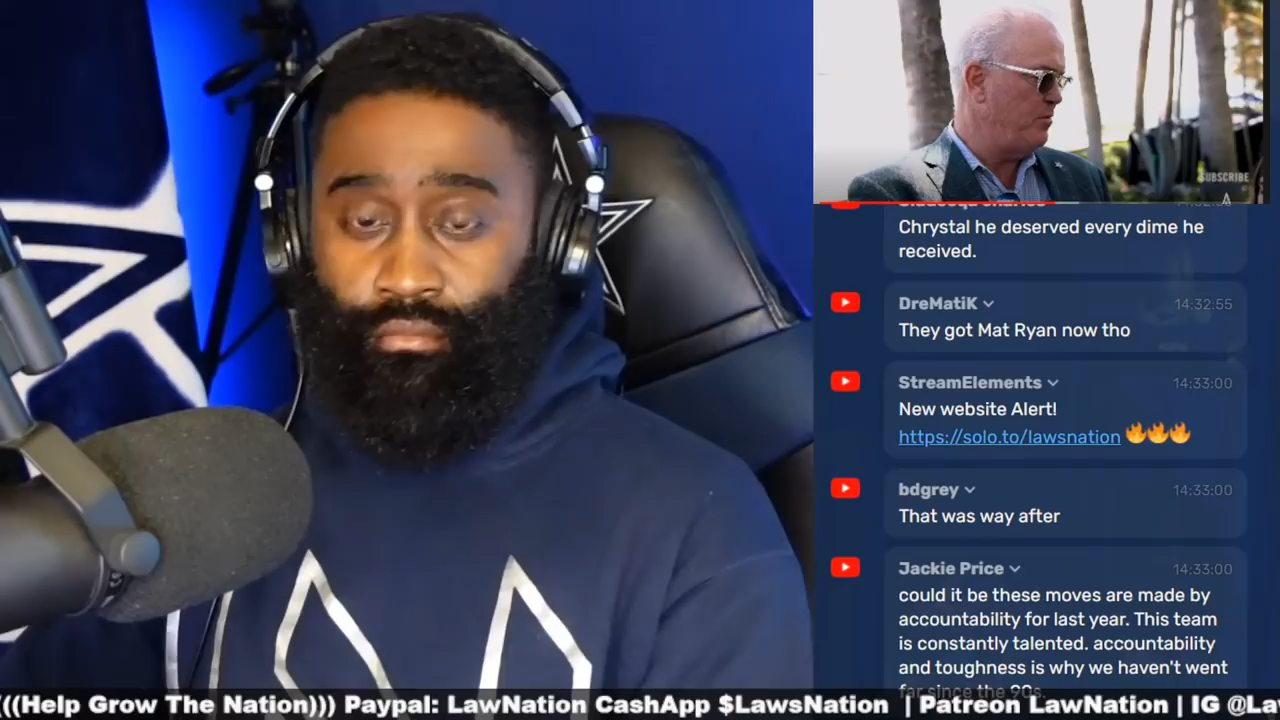 SUBSCRIBE
Chrystal he deserved every dime he
received.
DreMatiK 14:32:55
They got Mat Ryan now tho
StreamElements 14:33:00
New website Alert!
https://solo.to/lawsnation
bdgrey 14:33:00
That was way after
Jackie Price 14:33:00
could it be these moves are made by
accountability for last year. This team
is constantly talented. accountability
and toughness is why we haven't went
far since the 90s.
(((Help Grow The Nation))) Paypal: LawNation CashApp $LawsNation | Patreon LawNation | IG @La